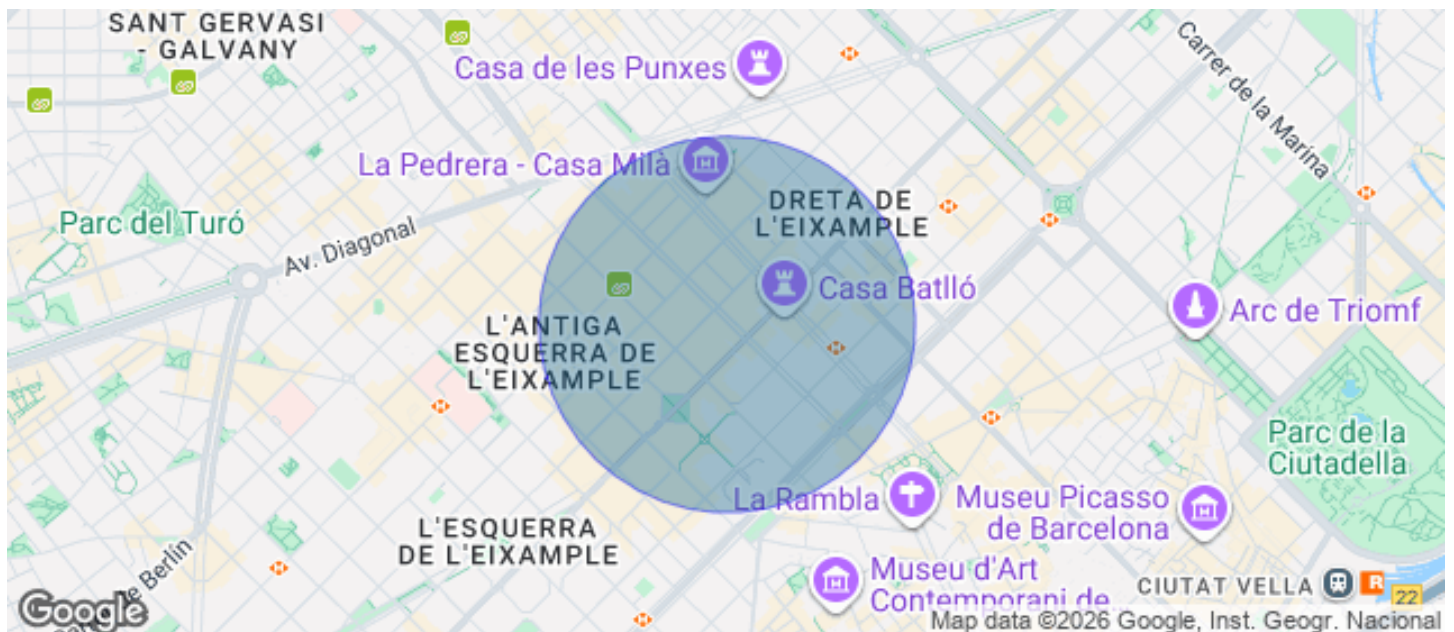 SANT GERVASI
- GALVANY
Casa de les Punxes
Carrer de la Marina
La Pedrera - Casa Milà
DRETA DE
L'EIXAMPLE
Parc del Turó
Av. Diagonal
Casa Batlló
Arc de Triomf
L'ANTIGA
ESQUERRA DE
L'EIXAMPLE
Parc de la
Ciutadella
La Rambla
Museu Picasso
de Barcelona
L'ESQUERRA
DE L'EIXAMPLE
de Berlín
Museu d'Art
Contemporani de...
CIUTAT VELLA
R
22
Google
Map data ©2026 Google, Inst. Geogr. Nacional